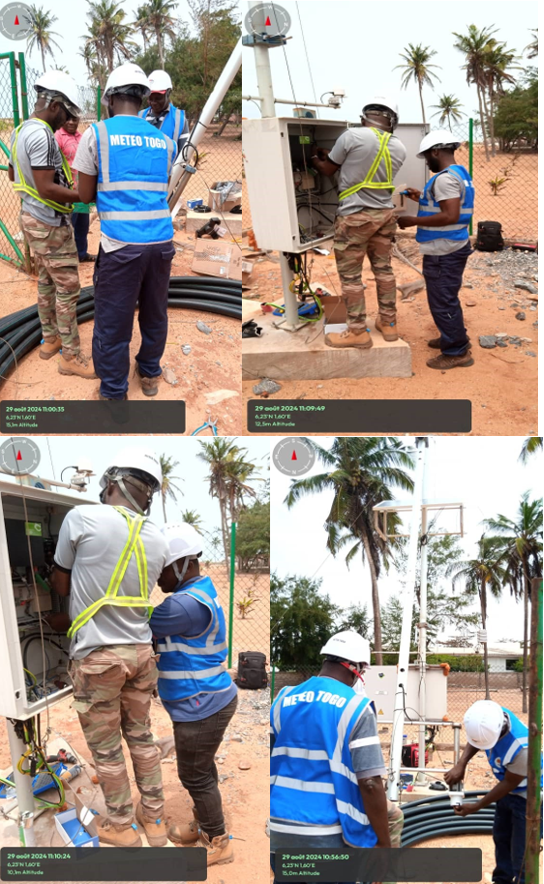 METEO TOGO
29 août 2024 11:00:35
6,23'N 1,60'E
15,1m Altitude
29 août 2024 11:09:49
6,23'N 1,60'E
12,5m Altitude
29 août 2024 11:10:24
6,23'N 1,60'E
10,1m Altitude
METEO TOGO
29 août 2024 10:56:50
6,23'N 1,60'E
15,0m Altitude